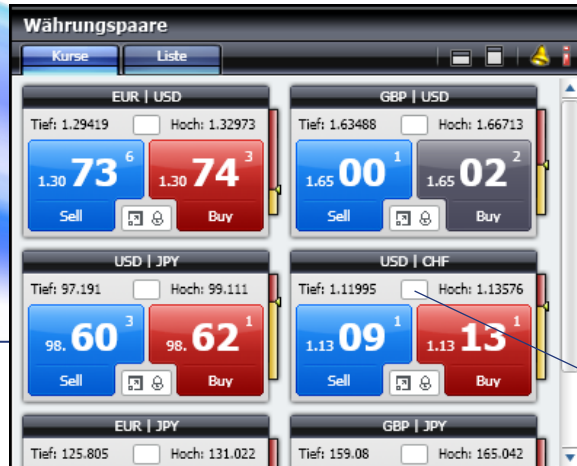 Währungspaare
Kurse Liste
EUR | USD
Tief: 1.29419 Hoch: 1.32973
1.30 73 6 1.30 74 3
Sell Buy
GBP | USD
Tief: 1.63488 Hoch: 1.66713
1.65 00 1 1.65 02 2
Sell Buy
USD | JPY
Tief: 97.191 Hoch: 99.111
98. 60 3 98. 62 1
Sell Buy
USD | CHF
Tief: 1.11995 Hoch: 1.13576
1.13 09 1 1.13 13 1
Sell Buy
EUR | JPY
Tief: 125.805 Hoch: 131.022
GBP | JPY
Tief: 159.08 Hoch: 165.042